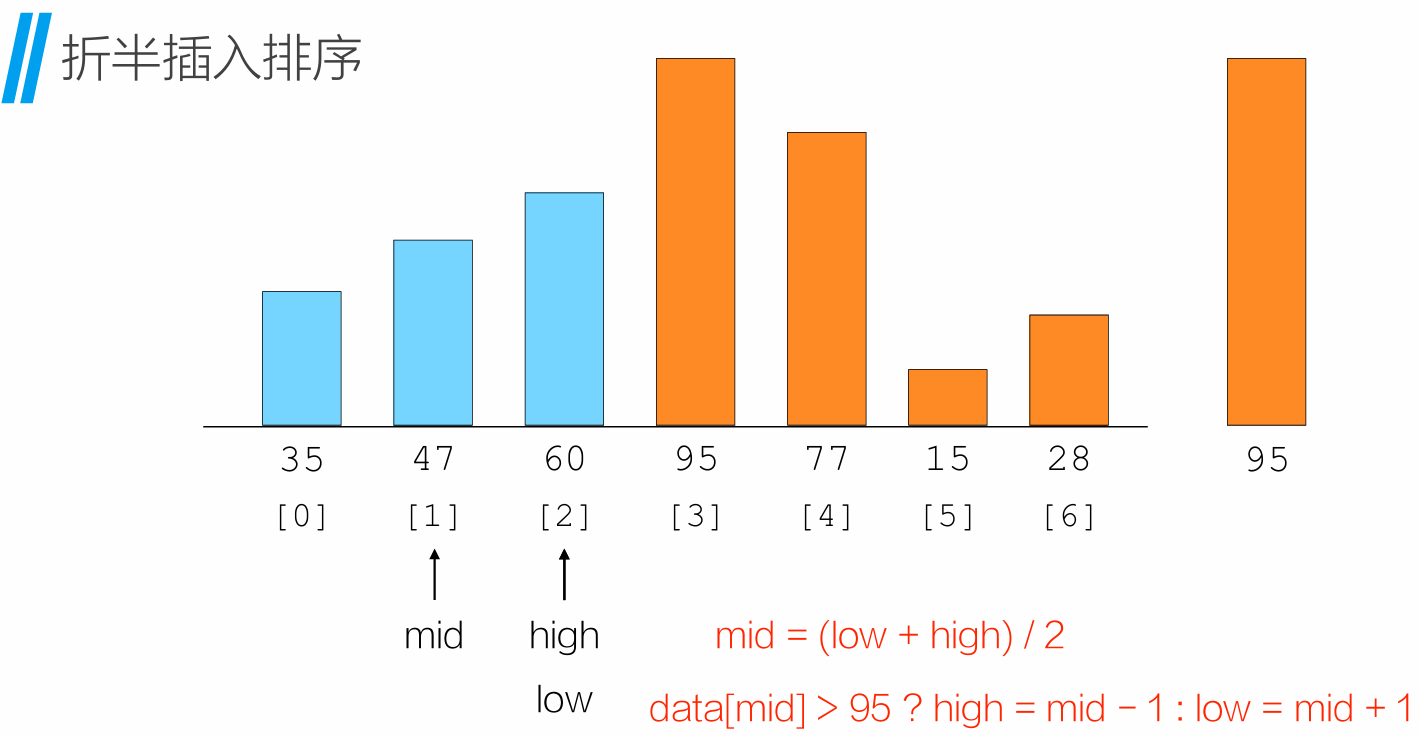 折半插入排序
35 47 60 95 77 15 28 95
[0] [1] [2] [3] [4] [5] [6]
mid high mid = (low + high) / 2
low data[mid] > 95 ? high = mid - 1 : low = mid + 1